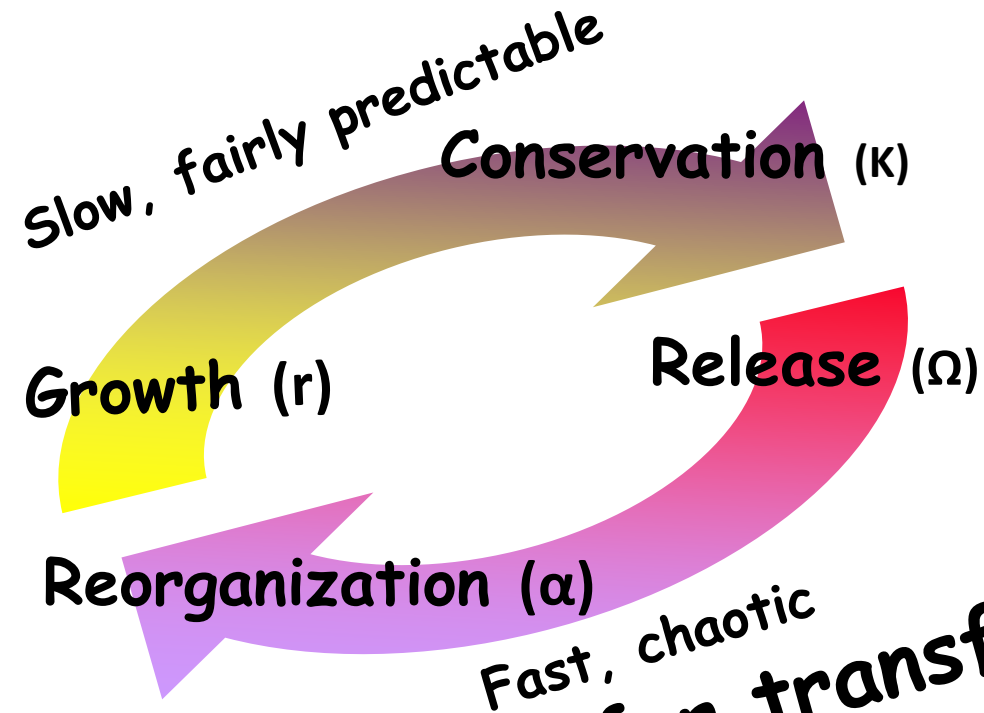 Slow, fairly predictable
Conservation (K)
Release (Ω)
Growth (r)
Reorganization (α)
Fast, chaotic